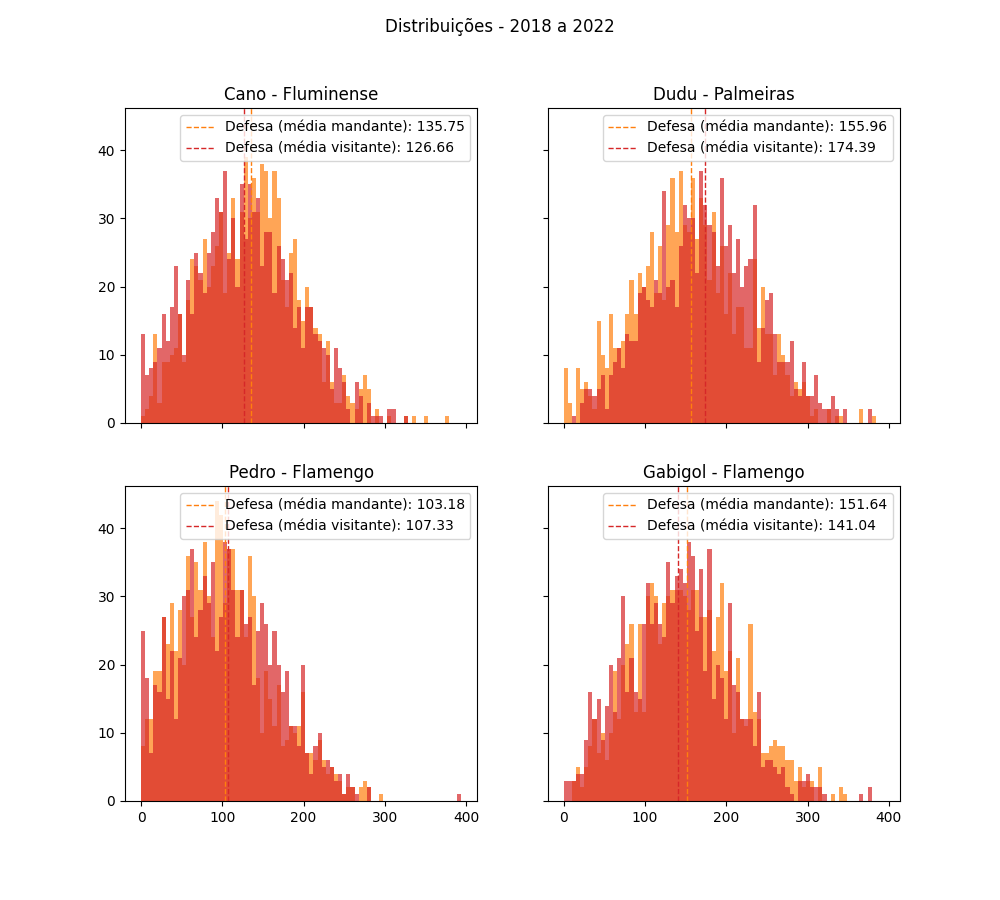 Distribuições - 2018 a 2022
Cano - Fluminense
Defesa (média mandante): 135.75
Defesa (média visitante): 126.66
0
10
20
30
40
Dudu - Palmeiras
Defesa (média mandante): 155.96
Defesa (média visitante): 174.39
Pedro - Flamengo
Defesa (média mandante): 103.18
Defesa (média visitante): 107.33
0
10
20
30
40
0 100 200 300 400
Gabigol - Flamengo
Defesa (média mandante): 151.64
Defesa (média visitante): 141.04
0 100 200 300 400